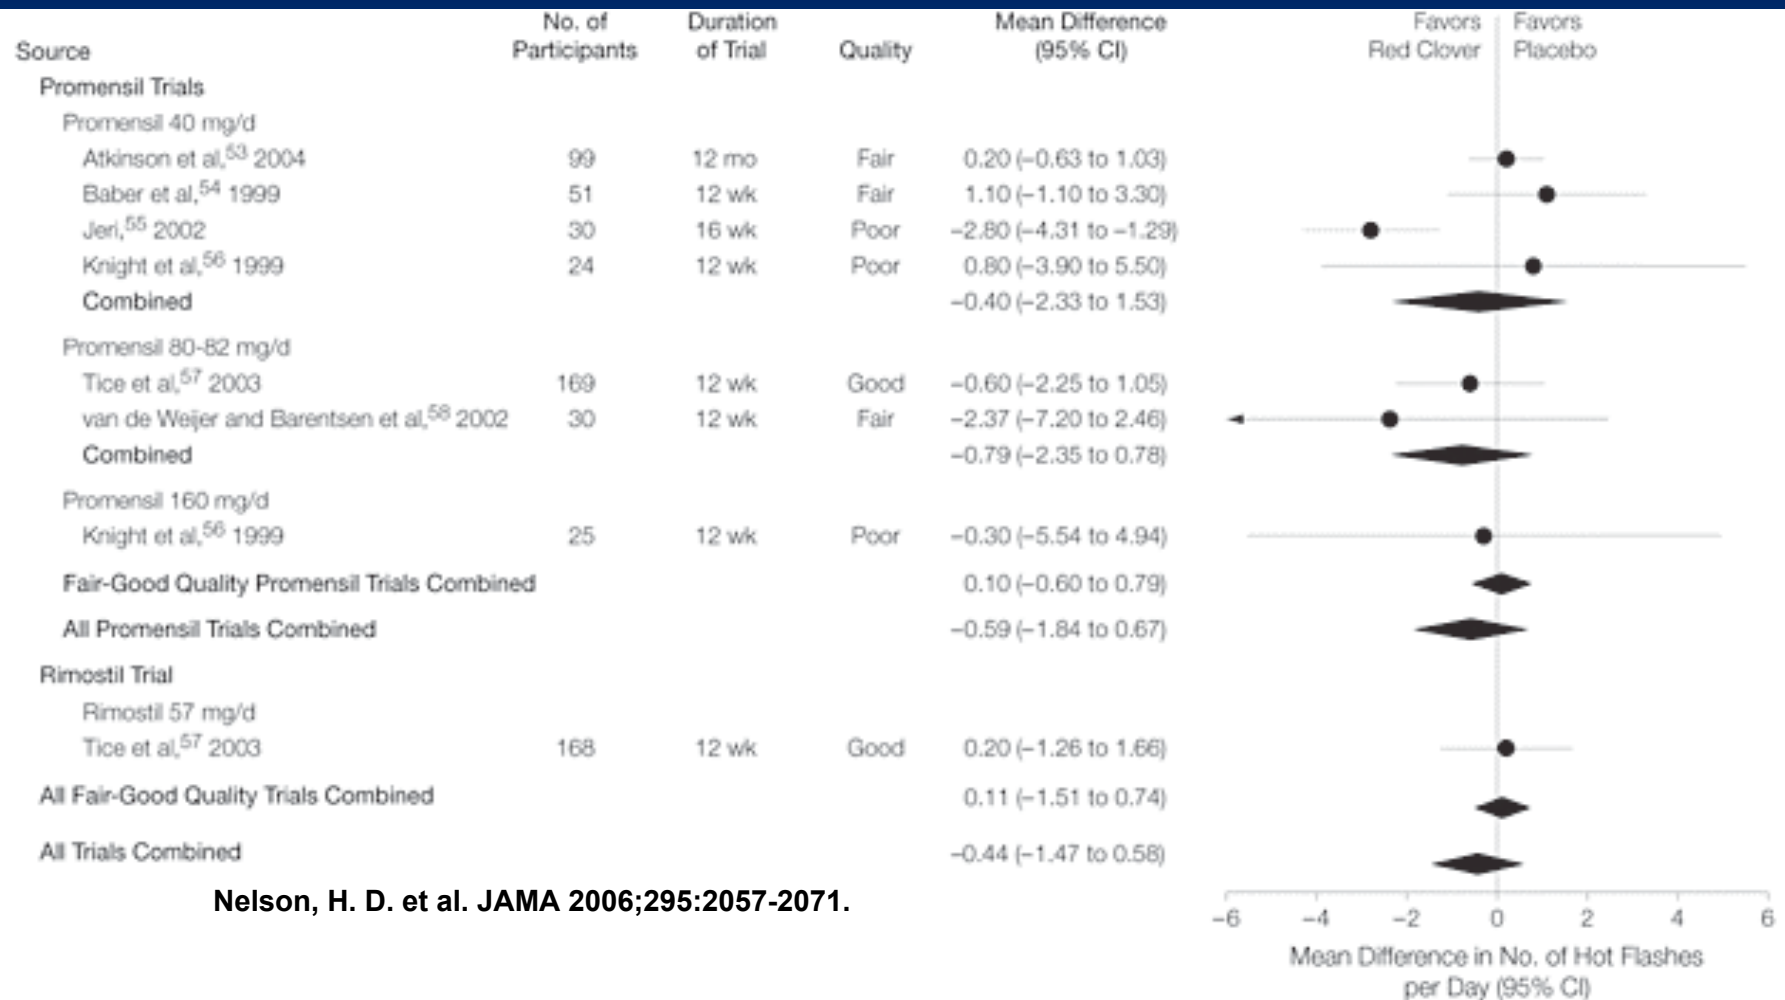 No. of Duration Mean Difference Favors Favors
Source Participants of Trial Quality (95% CI) Red Clover Placebo
Promensil Trials
Promensil 40 mg/d
Atkinson et al,53 2004 99 12 mo Fair 0.20 (−0.63 to 1.03)
Baber et al,54 1999 51 12 wk Fair 1.10 (−1.10 to 3.30)
Jeri,55 2002 30 16 wk Poor −2.80 (−4.31 to −1.29)
Knight et al,56 1999 24 12 wk Poor 0.80 (−3.90 to 5.50)
Combined −0.40 (−2.33 to 1.53)
Promensil 80-82 mg/d
Tice et al,57 2003 169 12 wk Good −0.60 (−2.25 to 1.05)
van de Weijer and Barentsen et al,58 2002 30 12 wk Fair −2.37 (−7.20 to 2.46)
Combined −0.79 (−2.35 to 0.78)
Promensil 160 mg/d
Knight et al,56 1999 25 12 wk Poor −0.30 (−5.54 to 4.94)
Fair-Good Quality Promensil Trials Combined 0.10 (−0.60 to 0.79)
All Promensil Trials Combined −0.59 (−1.84 to 0.67)
Rimostil Trial
Rimostil 57 mg/d
Tice et al,57 2003 168 12 wk Good 0.20 (−1.26 to 1.66)
All Fair-Good Quality Trials Combined 0.11 (−1.51 to 0.74)
All Trials Combined −0.44 (−1.47 to 0.58)
Nelson, H. D. et al. JAMA 2006;295:2057-2071.
−6 −4 −2 0 2 4 6
Mean Difference in No. of Hot Flashes
per Day (95% CI)